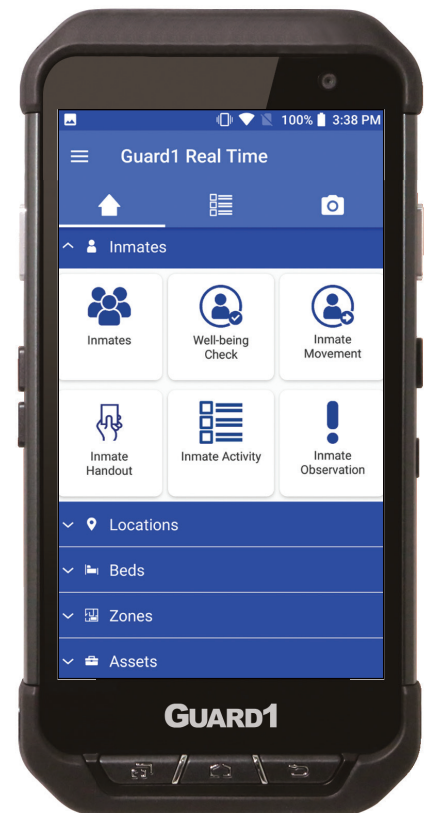 100% 3:38 PM
Guard1 Real Time
Inmates
Inmates
Well-being
Check
Inmate
Movement
Inmate
Handout
Inmate Activity
Inmate
Observation
Locations
Beds
Zones
Assets
GUARD1